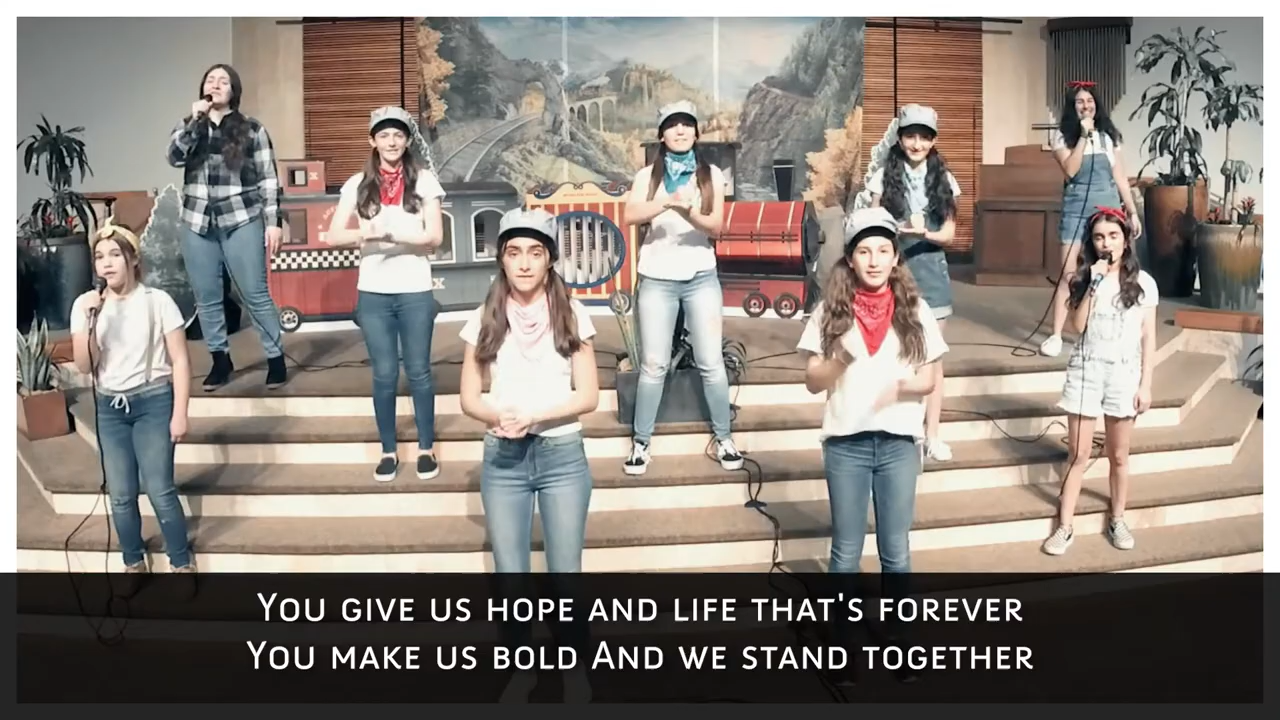 You give us hope and life that's forever
You make us bold And we stand together